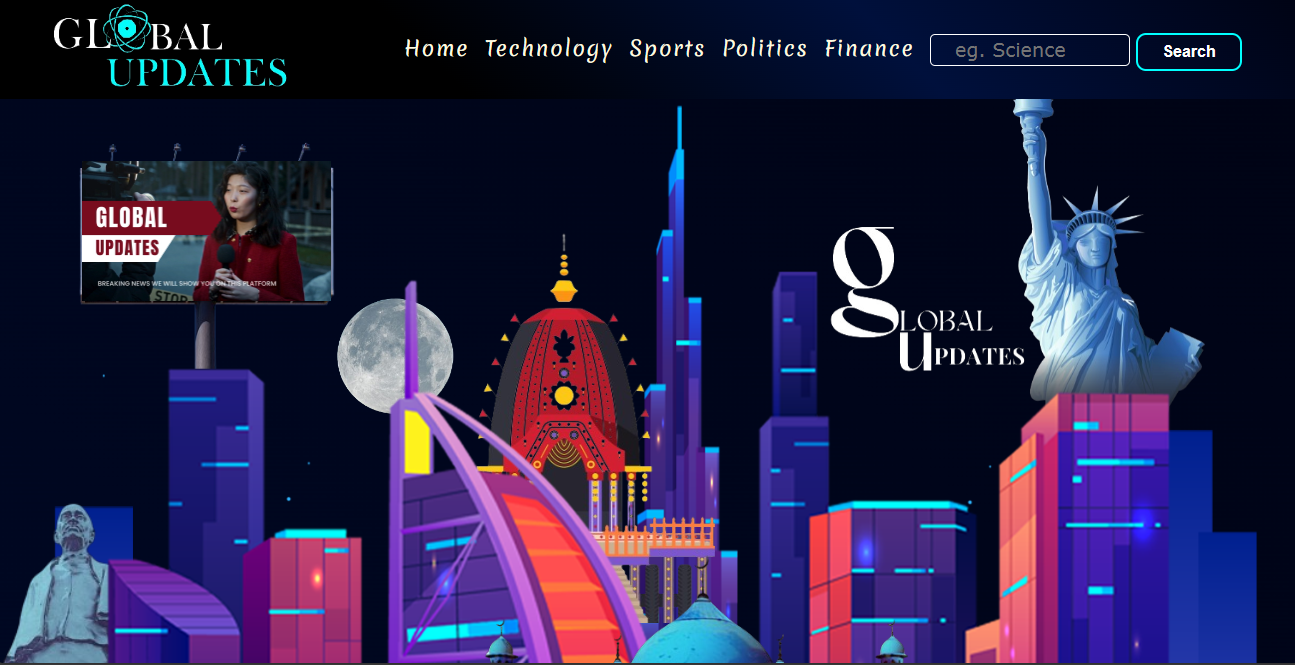 GLOBAL
UPDATES
Home Technology Sports Politics Finance eg. Science Search
GLOBAL
UPDATES
BREAKING NEWS WE WILL SHOW YOU ON THIS PLATFORM
STOP
gLOBAL
UPDATES